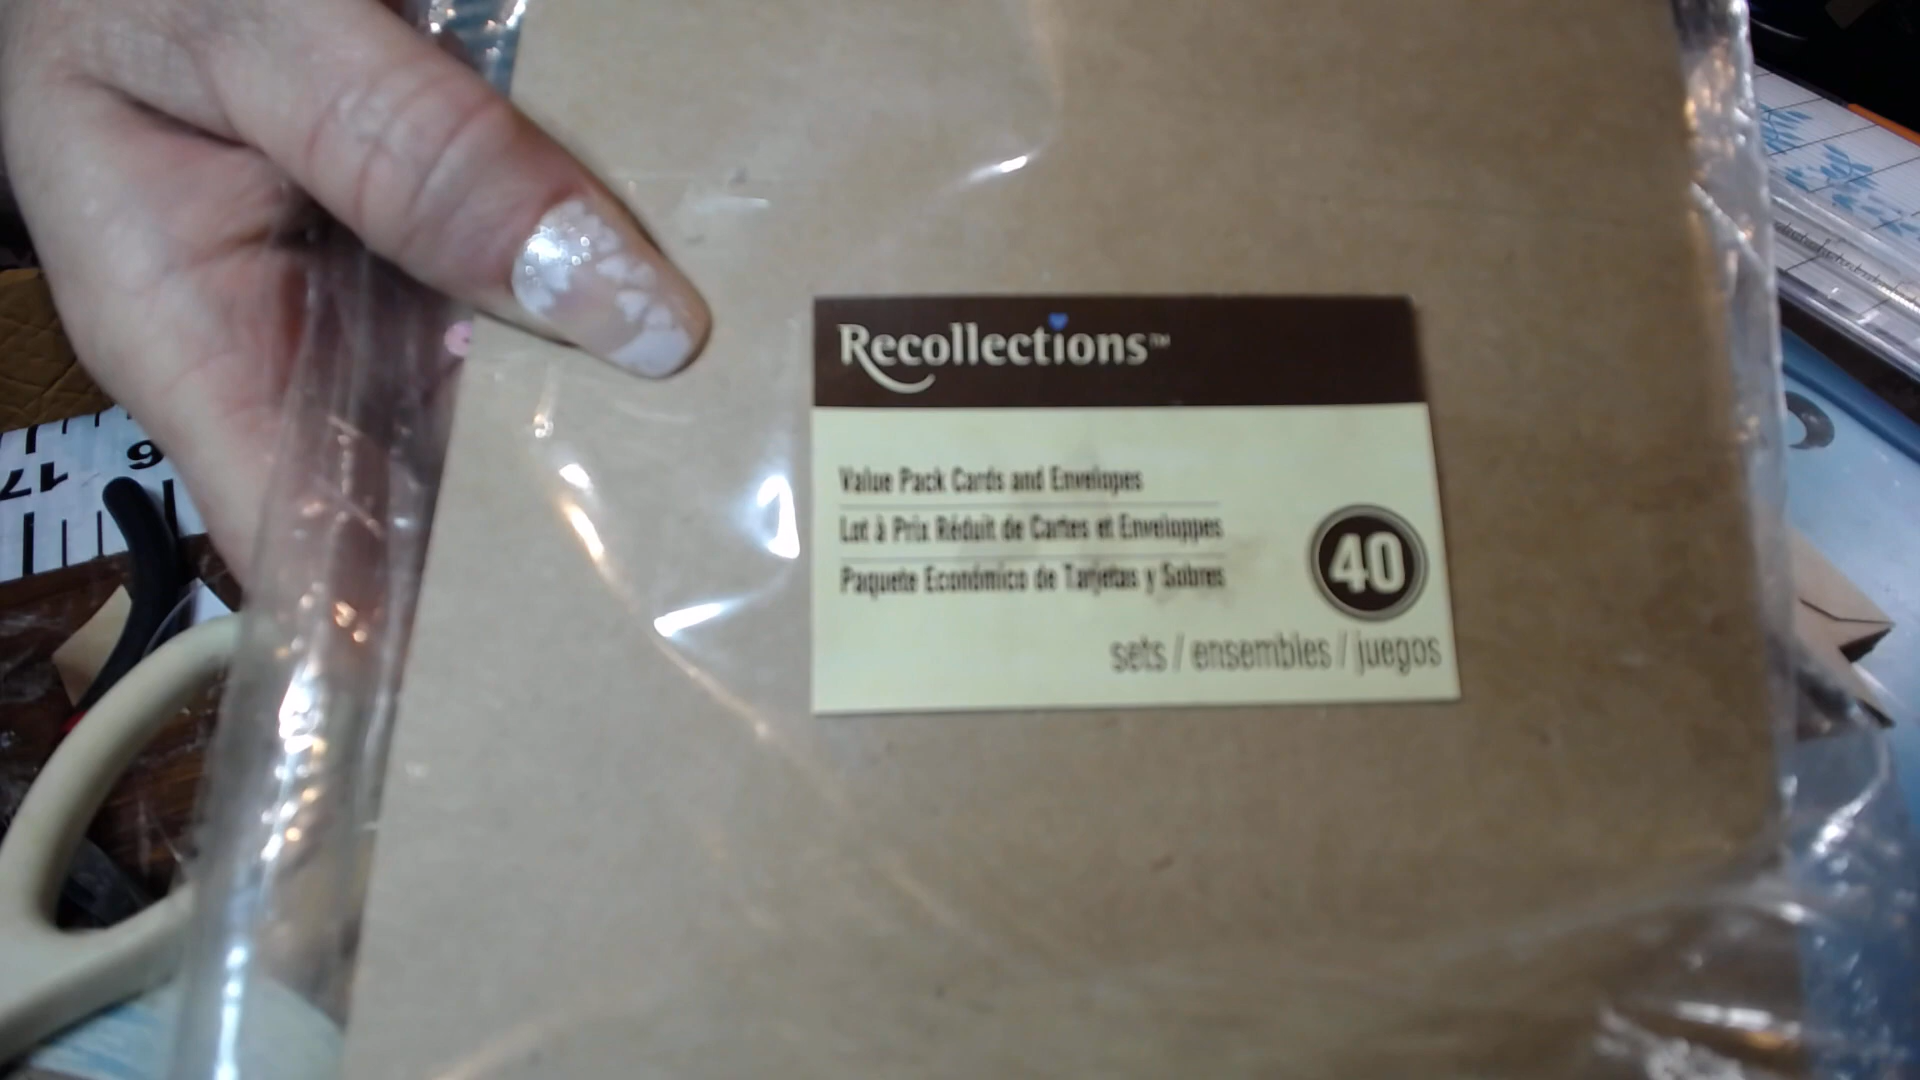 Recollections™
Value Pack Cards and Envelopes
Lot à Prix Réduit de Cartes et Enveloppes
Paquete Económico de Tarjetas y Sobres
40
sets / ensembles / juegos
17